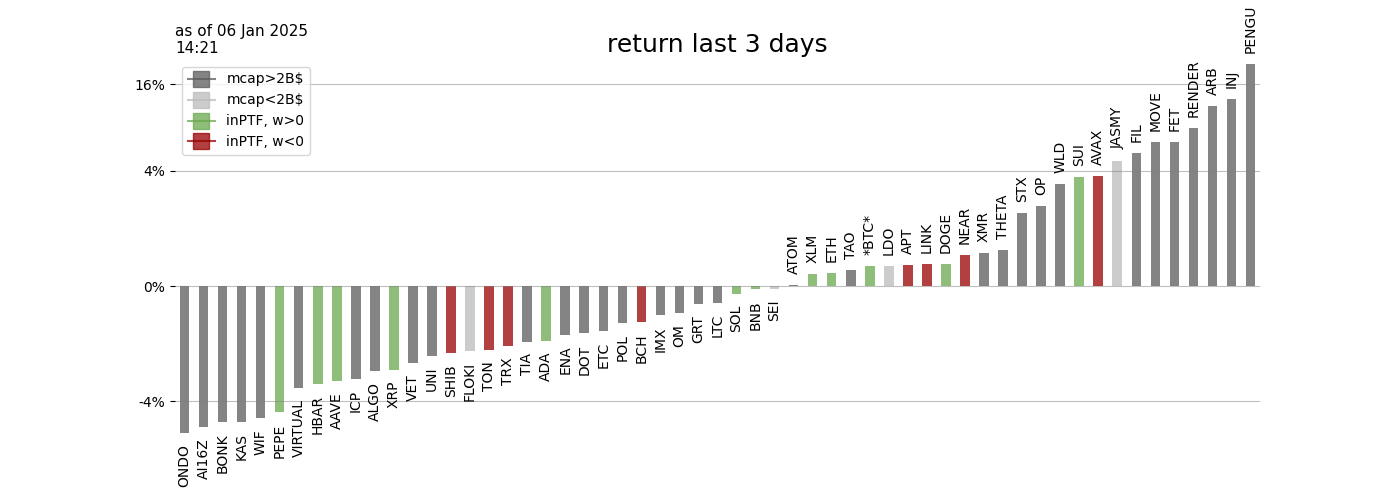 as of 06 Jan 2025
14:21
return last 3 days
mcap>2B$
mcap<2B$
inPTF, w>0
inPTF, w<0
16%
4%
0%
-4%
ONDO
AI16Z
BONK
KAS
WIF
PEPE
VIRTUAL
HBAR
AAVE
ICP
ALGO
XRP
VET
UNI
SHIB
FLOKI
TON
TRX
TIA
ADA
ENA
DOT
ETC
POL
BCH
IMX
OM
GRT
LTC
SOL
BNB
SEI
ATOM
XLM
ETH
TAO
*BTC*
LDO
APT
LINK
DOGE
NEAR
XMR
THETA
STX
OP
WLD
SUI
AVAX
JASMY
FIL
MOVE
FET
RENDER
ARB
INJ
PENGU